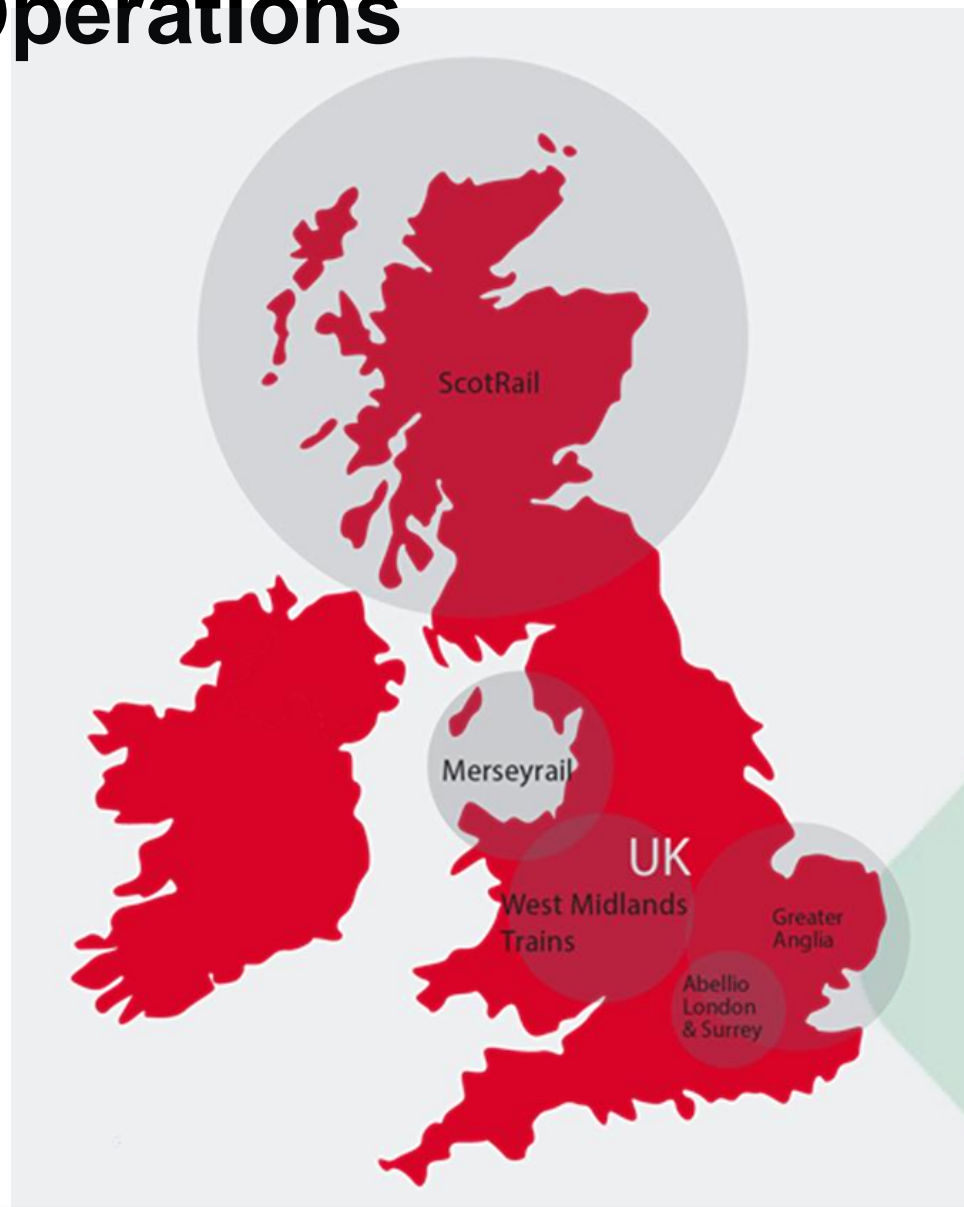 Operations
ScotRail
Merseyrail
UK
West Midlands
Trains
Greater
Anglia
Abellio
London
& Surrey